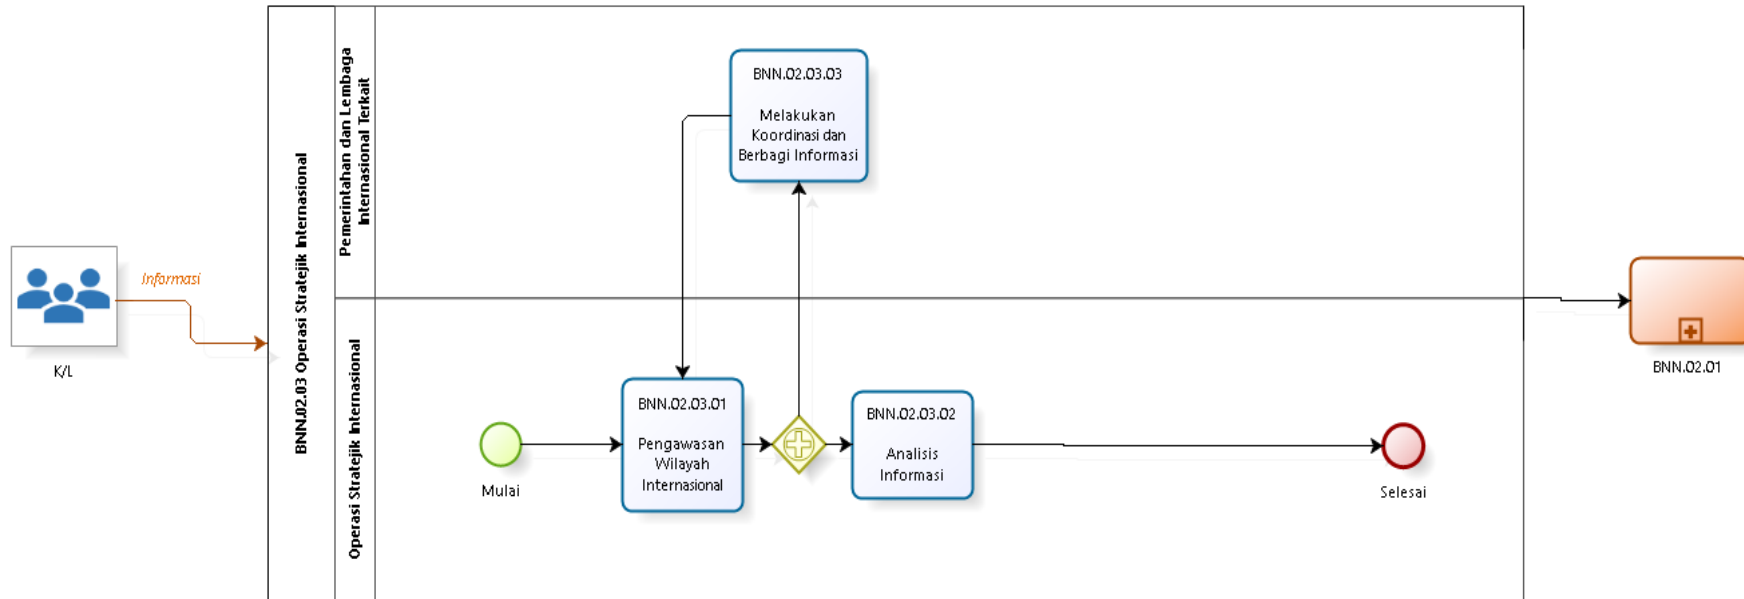 K/L
Informasi
BNN.02.03 Operasi Stratejik Internasional
Pemerintahan dan Lembaga
Internasional Terkait
BNN.02.03.03
Melakukan
Koordinasi dan
Berbagi Informasi
Operasi Stratejik Internasional
Mulai
BNN.02.03.01
Pengawasan
Wilayah
Internasional
BNN.02.03.02
Analisis
Informasi
Selesai
BNN.02.01